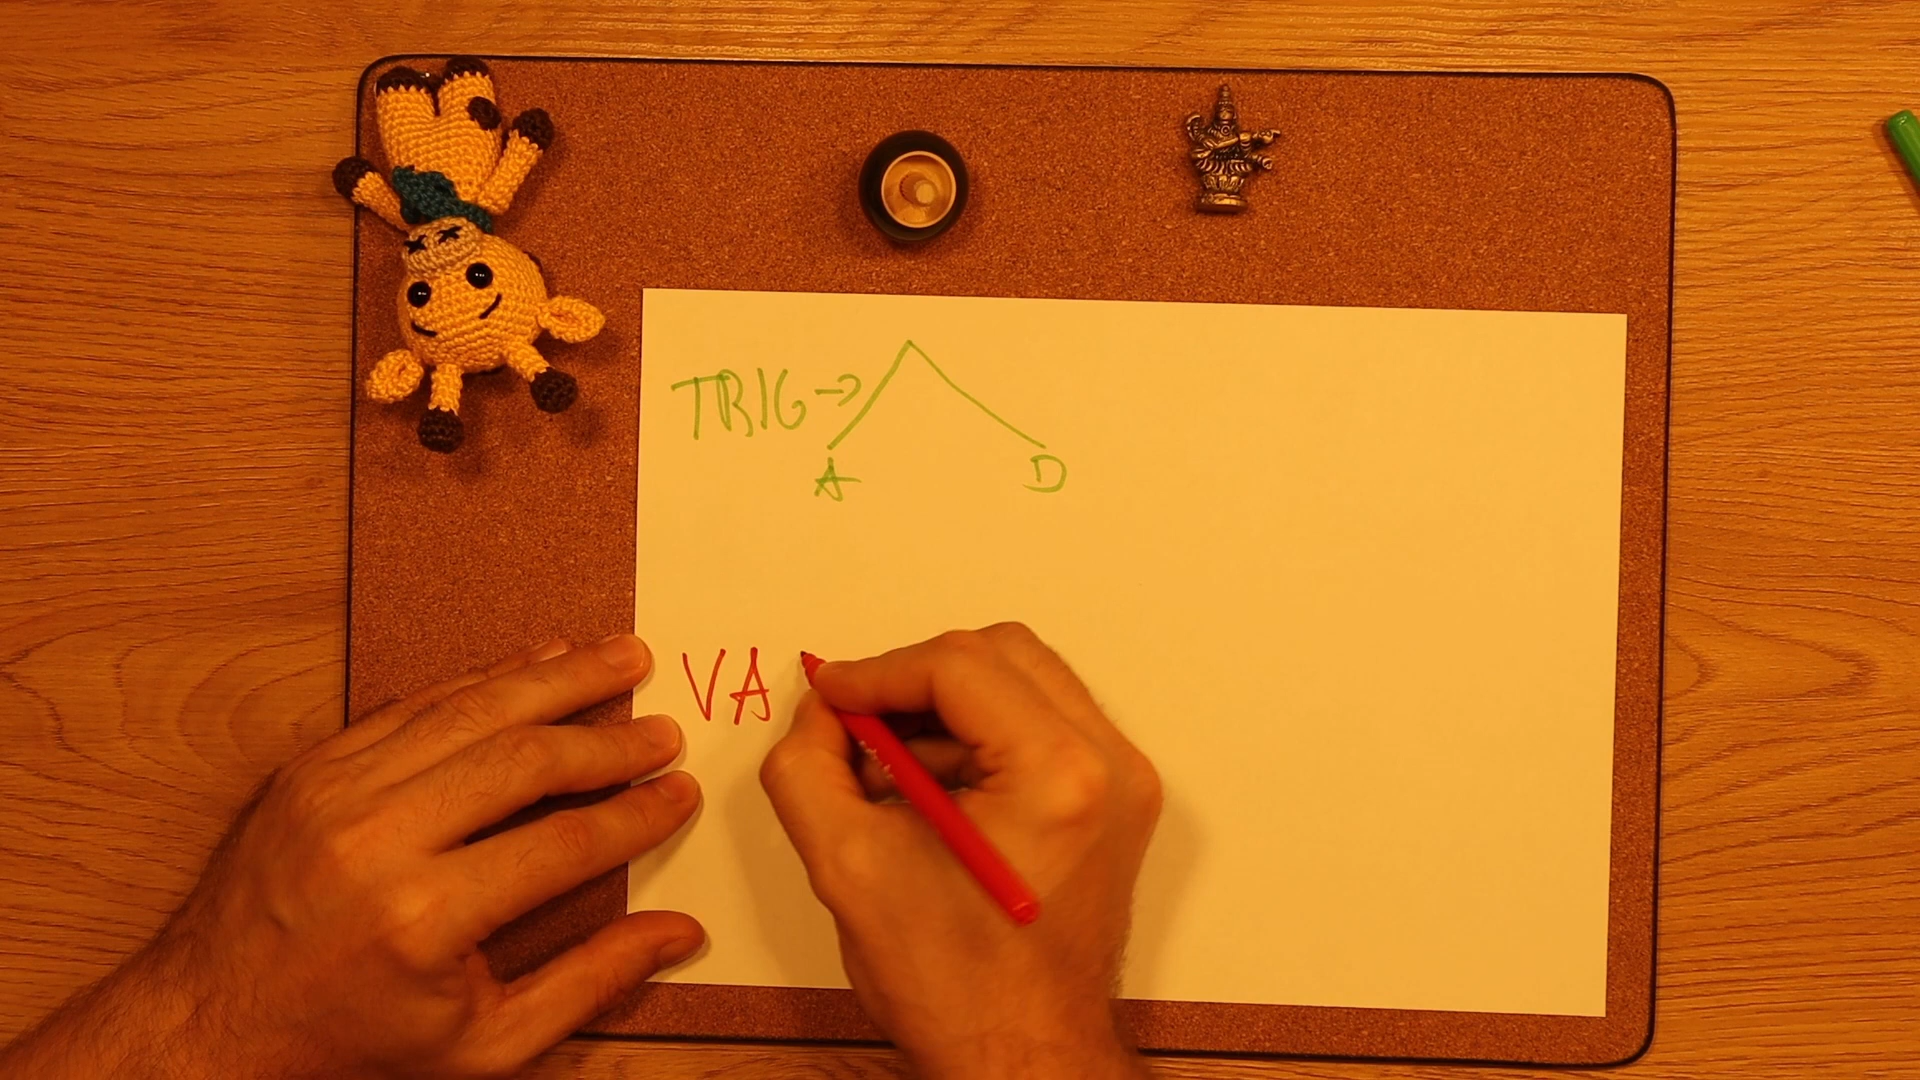 TRIG →
A D
VA